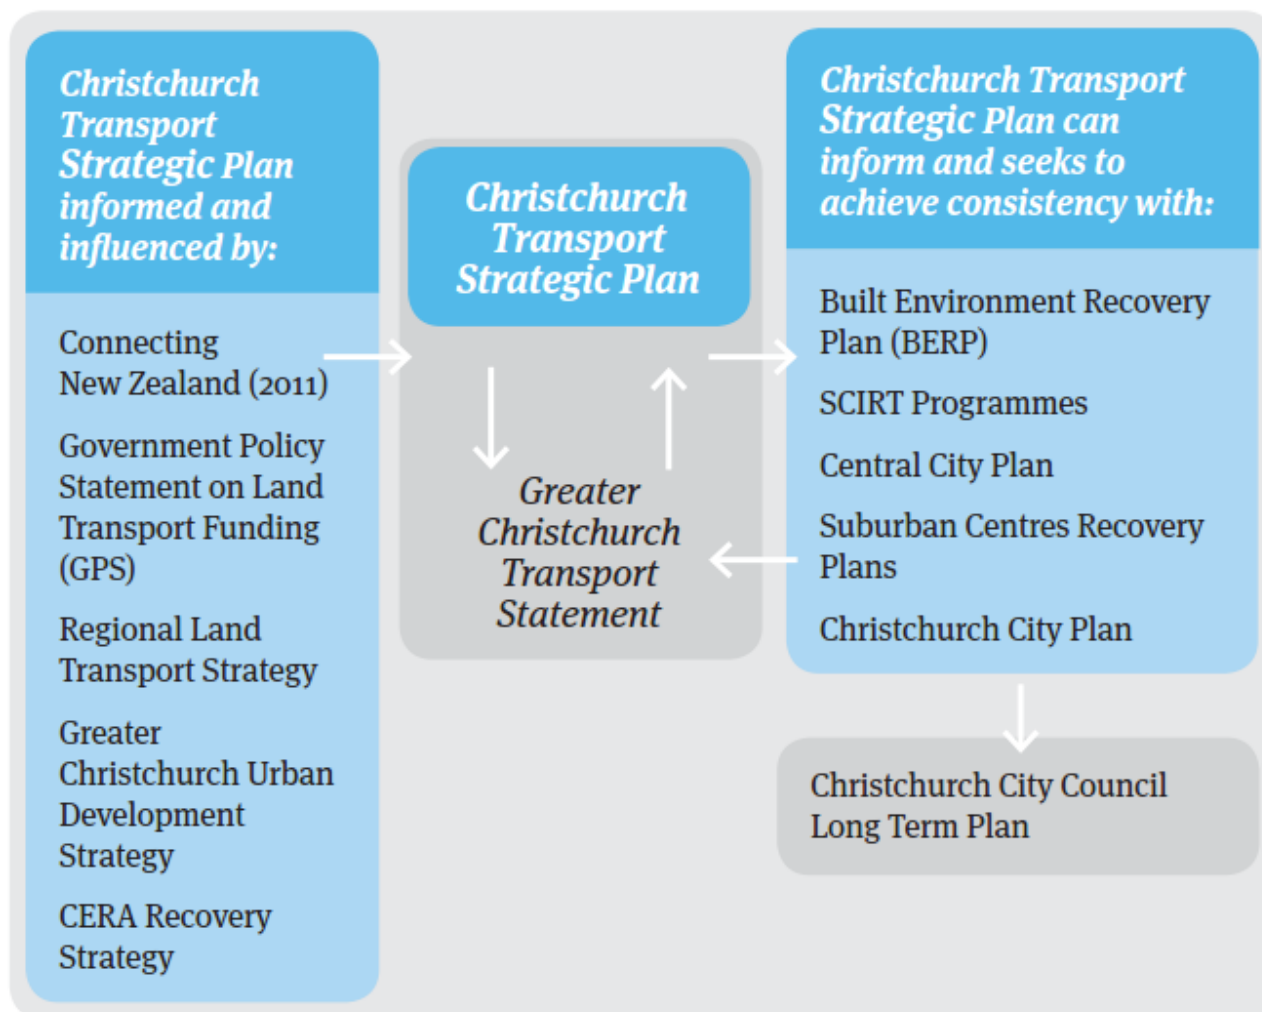 Christchurch
Transport
Strategic Plan
informed and
influenced by:
Connecting
New Zealand (2011)
Government Policy
Statement on Land
Transport Funding
(GPS)
Regional Land
Transport Strategy
Greater
Christchurch Urban
Development
Strategy
CERA Recovery
Strategy
Christchurch
Transport
Strategic Plan
Greater
Christchurch
Transport
Statement
Christchurch Transport
Strategic Plan can
inform and seeks to
achieve consistency with:
Built Environment Recovery
Plan (BERP)
SCIRT Programmes
Central City Plan
Suburban Centres Recovery
Plans
Christchurch City Plan
Christchurch City Council
Long Term Plan